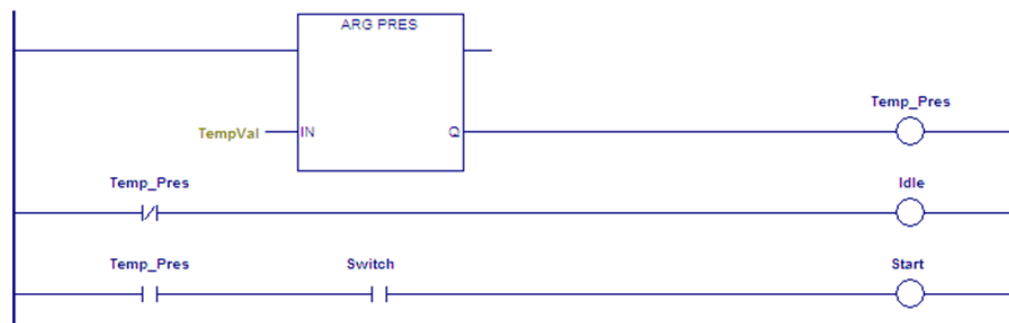 ARG PRES
Temp_Pres
TempVal IN Q
Temp_Pres Idle
Temp_Pres Switch Start